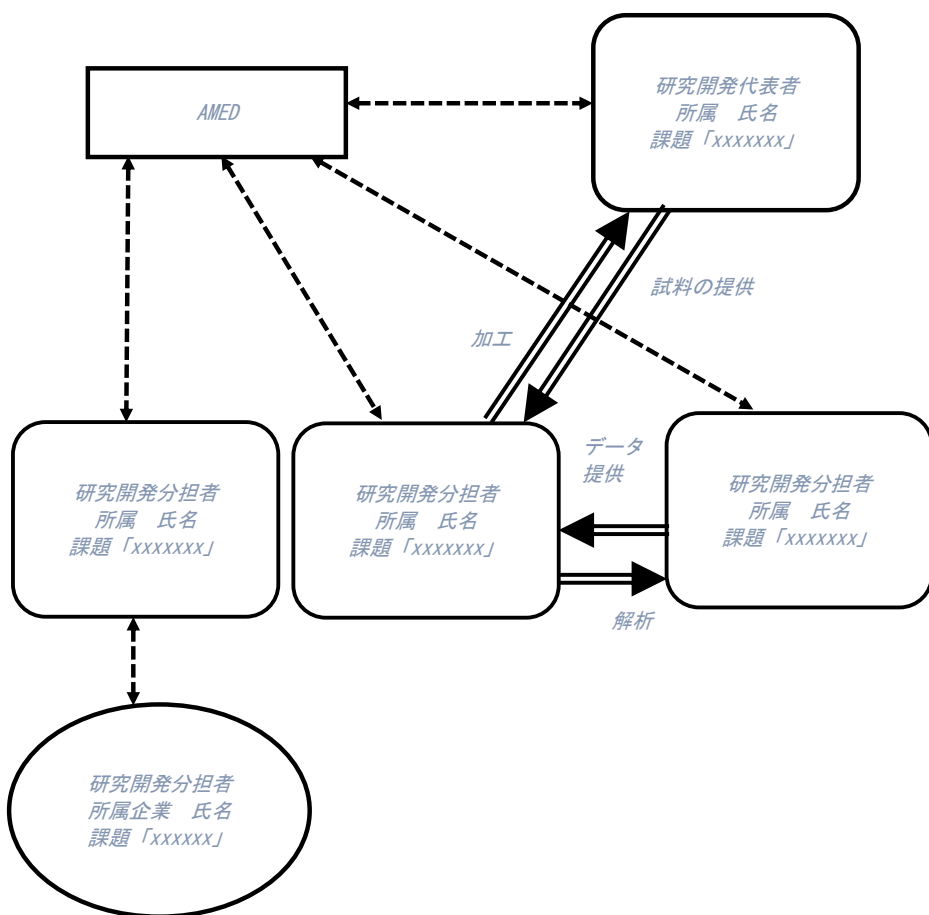 AMED
研究開発代表者
所属　氏名
課題「xxxxxxx」
試料の提供
加工
データ
提供
研究開発分担者
所属　氏名
課題「xxxxxxx」
研究開発分担者
所属　氏名
課題「xxxxxxx」
研究開発分担者
所属　氏名
課題「xxxxxxx」
解析
研究開発分担者
所属企業　氏名
課題「xxxxxx」